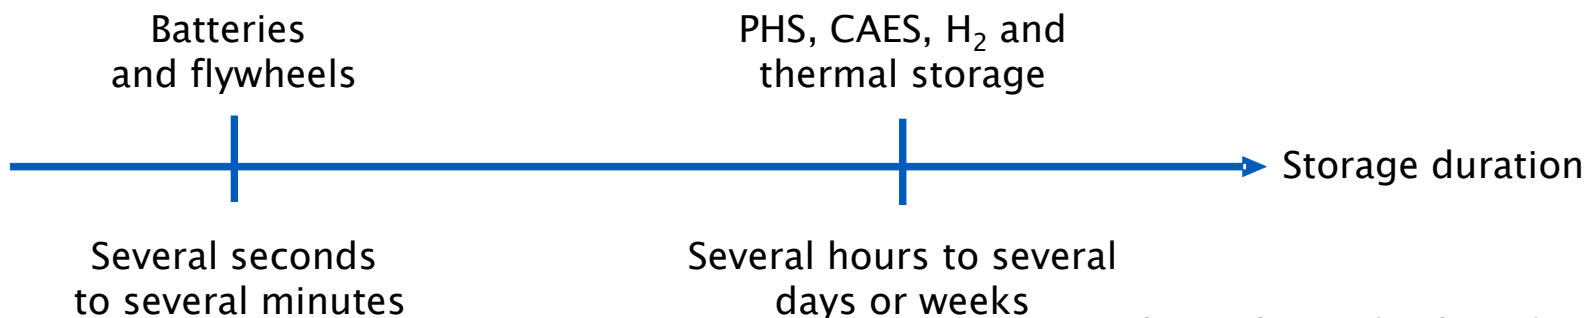 Batteries
and flywheels
PHS, CAES, H₂ and
thermal storage
Storage duration
Several seconds
to several minutes
Several hours to several
days or weeks